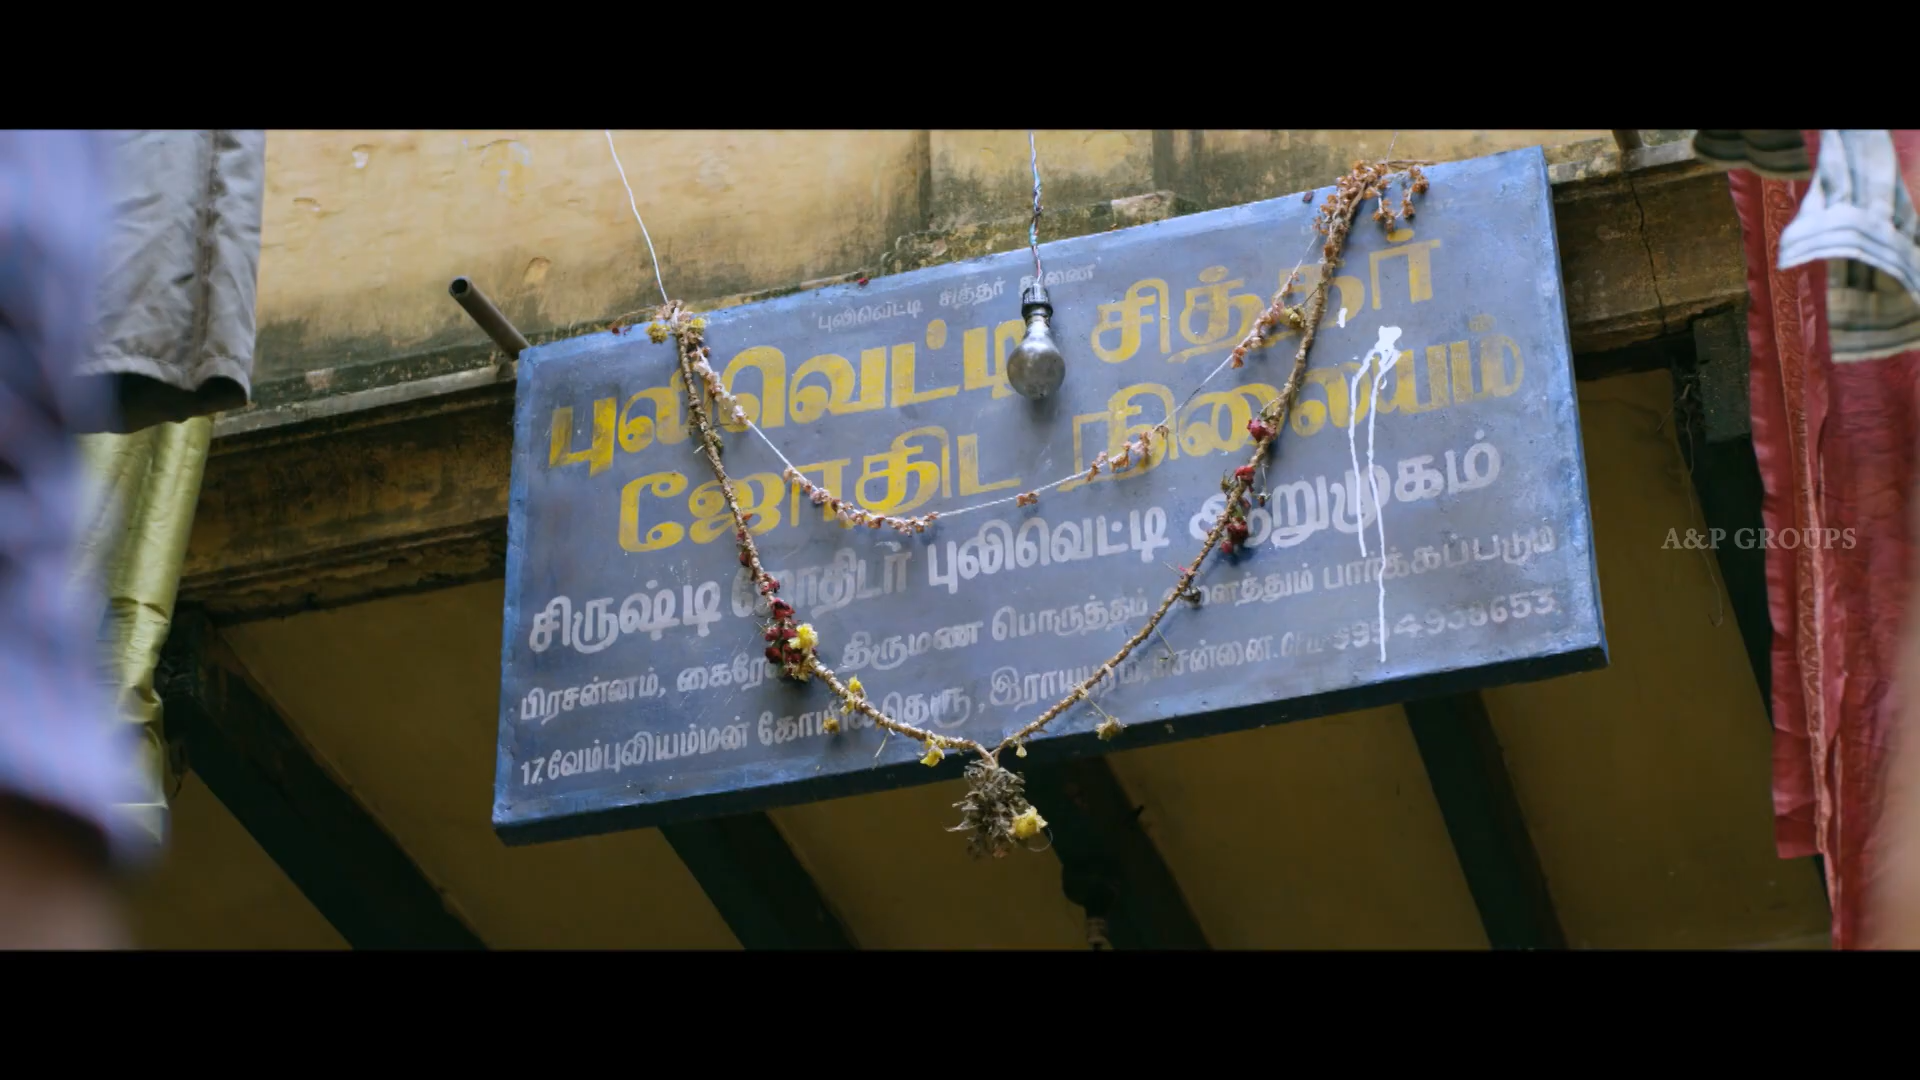 புலிவெட்டி சித்தர் துணை
புலிவெட்டி சித்தர்
ஜோதிட நிலையம்
சிருஷ்டி ஜோதிடர் புலிவெட்டி ஆறுமுகம்
பிரசன்னம், திருமண பொருத்தம் அனைத்தும் பார்க்கப்படும்
17, வேம்புலியம்மன் கோயில் தெரு, இராயபுரம், சென்னை.
A&P GROUPS